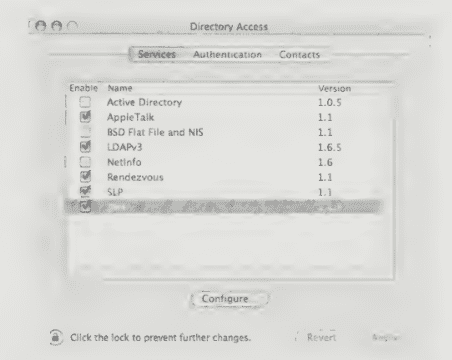 Directory Access
Services Authentication Contacts
Enable Name Version
Active Directory 1.0.5
AppleTalk 1.1
BSD Flat File and NIS 1.1
LDAPv3 1.6.5
NetInfo 1.6
Rendezvous 1.1
SLP 1.1
Configure...
Click the lock to prevent further changes. Revert Apply